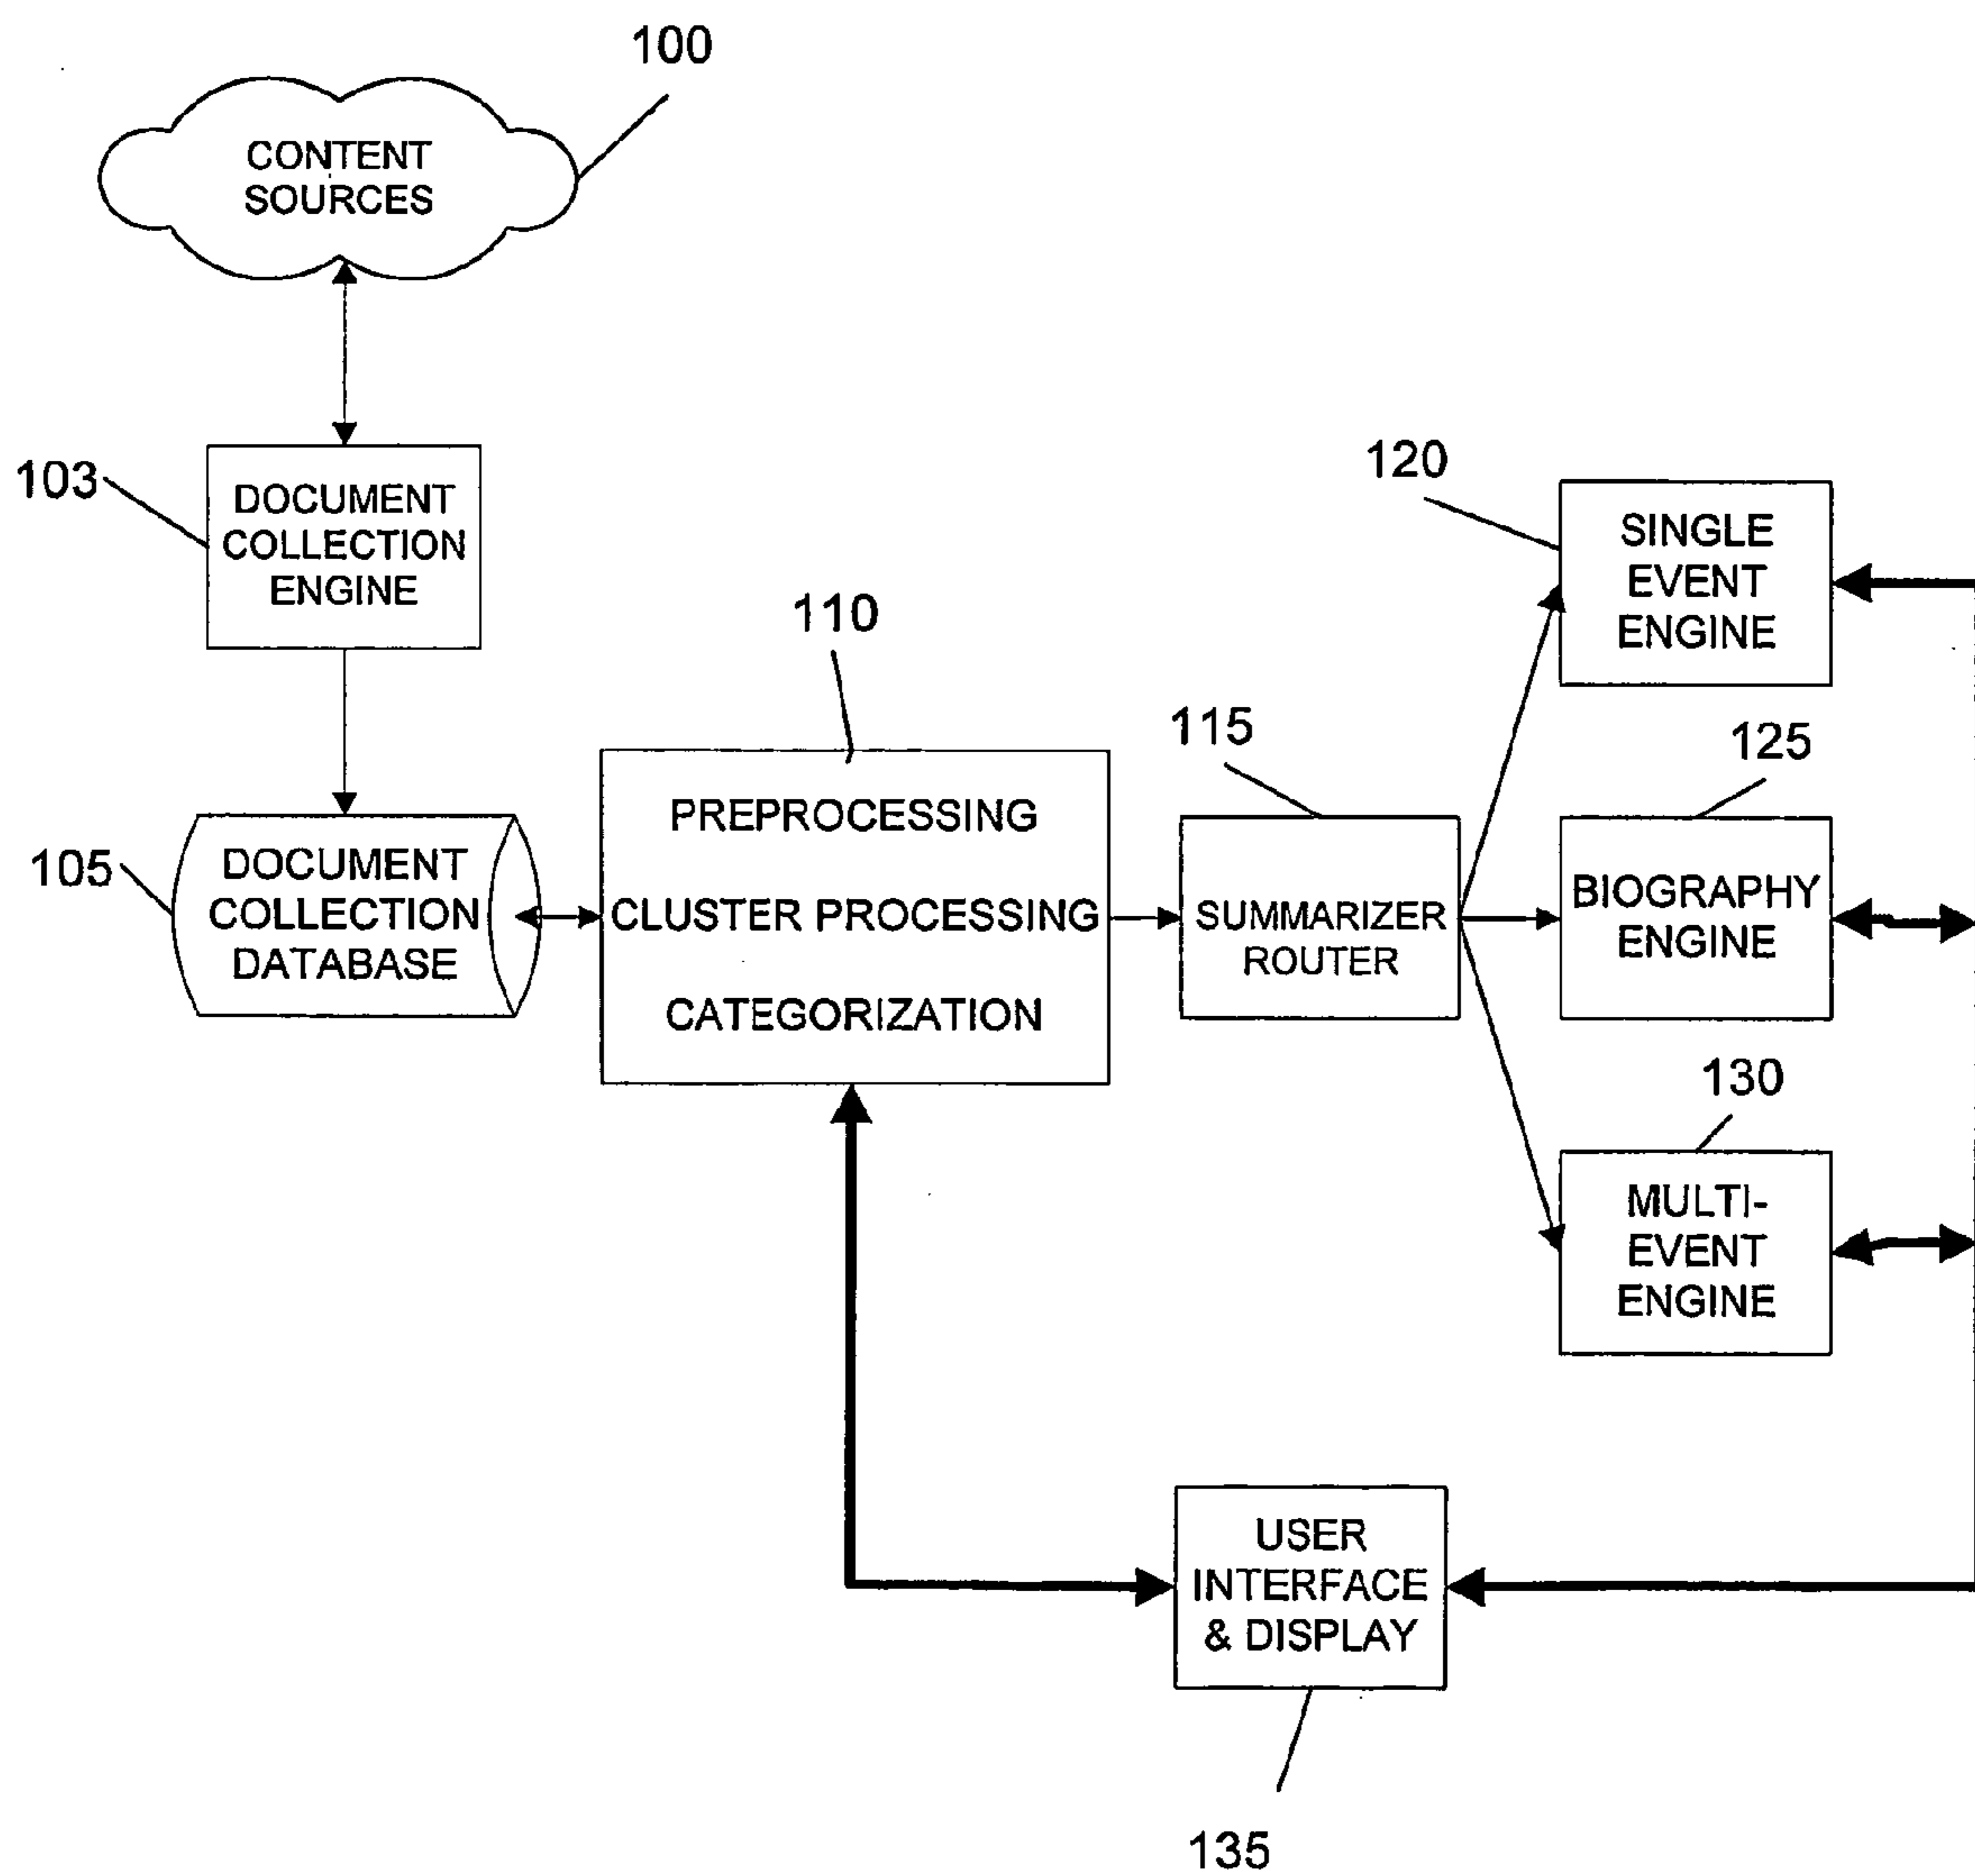 100
CONTENT
SOURCES
103
DOCUMENT
COLLECTION
ENGINE
120
SINGLE
EVENT
ENGINE
110
115
125
105
DOCUMENT
COLLECTION
DATABASE
PREPROCESSING
CLUSTER PROCESSING
CATEGORIZATION
SUMMARIZER
ROUTER
BIOGRAPHY
ENGINE
130
MULTI-
EVENT
ENGINE
USER
INTERFACE
& DISPLAY
135